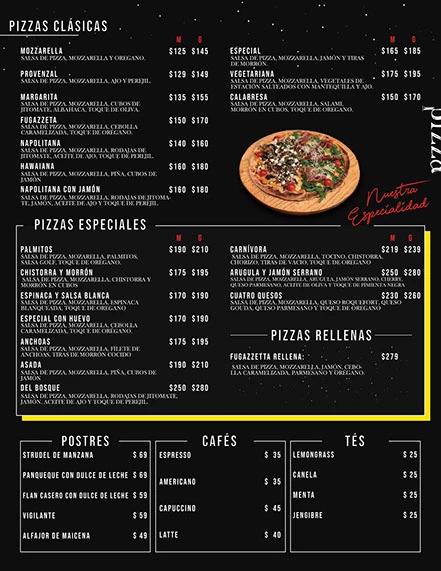 PIZZAS CLÁSICAS
M G
MOZZARELLA $125 $145
SALSA DE PIZZA, MOZZARELLA Y OREGANO.
PROVENZAL $129 $149
SALSA DE PIZZA, MOZZARELLA, AJO Y PEREJIL.
MARGARITA $135 $155
SALSA DE PIZZA, MOZZARELLA, CUBOS DE
JITOMATE, ALBAHACA, TOQUE DE OLIVA.
FUGAZZETA $150 $170
SALSA DE PIZZA, MOZZARELLA, CEBOLLA
CARAMELIZADA, TOQUE DE OREGANO.
NAPOLITANA $140 $160
SALSA DE PIZZA, MOZZARELLA, RODAJAS DE
JITOMATE, ACEITE DE AJO, TOQUE DE PEREJIL.
HAWAIANA $160 $180
SALSA DE PIZZA, MOZZARELLA, PIÑA, CUBOS DE
JAMÓN
NAPOLITANA CON JAMÓN $160 $180
SALSA DE PIZZA, MOZZARELLA, RODAJAS DE JITOMA-
TE, JAMÓN, ACEITE DE AJO Y TOQUE DE PEREJIL.
M G
ESPECIAL $165 $185
SALSA DE PIZZA, MOZZARELLA, JAMÓN Y TIRAS
DE MORRÓN.
VEGETARIANA $175 $195
SALSA DE PIZZA, MOZZARELLA, VEGETALES DE
ESTACIÓN SALTEADOS CON MANTEQUILLA Y AJO.
CALABRESA $150 $170
SALSA DE PIZZA, MOZZARELLA, SALAMI,
MORRÓN EN CUBOS, TOQUE DE OREGANO.
pizza
Nuestra
Especialidad
PIZZAS ESPECIALES
M G
PALMITOS $190 $210
SALSA DE PIZZA, MOZARELLA, PALMITOS,
SALSA GOLF, TOQUE DE OREGANO.
CHISTORRA Y MORRÓN $175 $195
SALSA DE PIZZA, MOZZARELLA, CHISTORRA Y
MORRÓN EN CUBOS
ESPINACA Y SALSA BLANCA $170 $190
SALSA DE PIZZA, MOZZARELLA, ESPINACA
BLANQUEADA, TOQUE DE OREGANO
ESPECIAL CON HUEVO $170 $190
SALSA DE PIZZA, MOZZARELLA, CEBOLLA
CARAMELIZADA, TOQUE DE OREGANO.
ANCHOAS $175 $195
SALSA DE PIZZA, MOZZARELLA, FILETE DE
ANCHOAS, TIRAS DE MORRON COCIDO
ASADA $190 $210
SALSA DE PIZZA, MOZZARELLA, PIÑA, CUBOS DE
JAMON
DEL BOSQUE $250 $280
SALSA DE PIZZA, MOZZARELLA, RODAJAS DE JITOMATE,
JAMÓN, ACEITE DE AJO Y TOQUE DE PEREJIL.
M G
CARNÍVORA $219 $239
SALSA DE PIZZA, MOZZARELLA, TOCINO, CHISTORRA,
CHORIZO, TIRAS DE VACIO, TOQUE DE OREGANO
ARUGULA Y JAMÓN SERRANO $250 $280
SALSA DE PIZZA, MOZZARELLA, ARUGULA, JAMÓN SERRANO, CHERRY,
QUESO PARMESANO, ACEITE DE OLIVA Y TOQUE DE PIMIENTA NEGRA
CUATRO QUESOS $230 $260
SALSA DE PIZZA, MOZZARELLA, QUESO ROQUEFORT, QUESO
GOUDA, QUESO PARMESANO Y TOQUE DE OREGANO
PIZZAS RELLENAS
FUGAZZETTA RELLENA: $279
SALSA DE PIZZA, MOZZARELLA, JAMÓN, CEBO-
LLA CARAMELIZADA, PARMESANO Y OREGANO.
POSTRES
STRUDEL DE MANZANA $ 69
PANQUEQUE CON DULCE DE LECHE $ 69
FLAN CASERO CON DULCE DE LECHE $ 59
VIGILANTE $ 59
ALFAJOR DE MAICENA $ 49
CAFÉS
ESPRESSO $ 35
AMERICANO $ 35
CAPUCCINO $ 45
LATTE $ 40
TÉS
LEMONGRASS $ 25
CANELA $ 25
MENTA $ 25
JENGIBRE $ 25